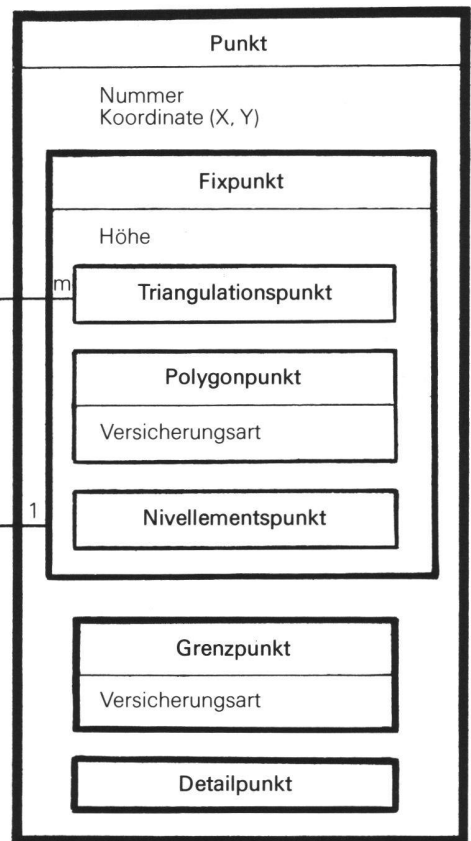 Punkt
Nummer
Koordinate (X, Y)
Fixpunkt
Höhe
m
Triangulationspunkt
Polygonpunkt
Versicherungsart
1
Nivellementspunkt
Grenzpunkt
Versicherungsart
Detailpunkt